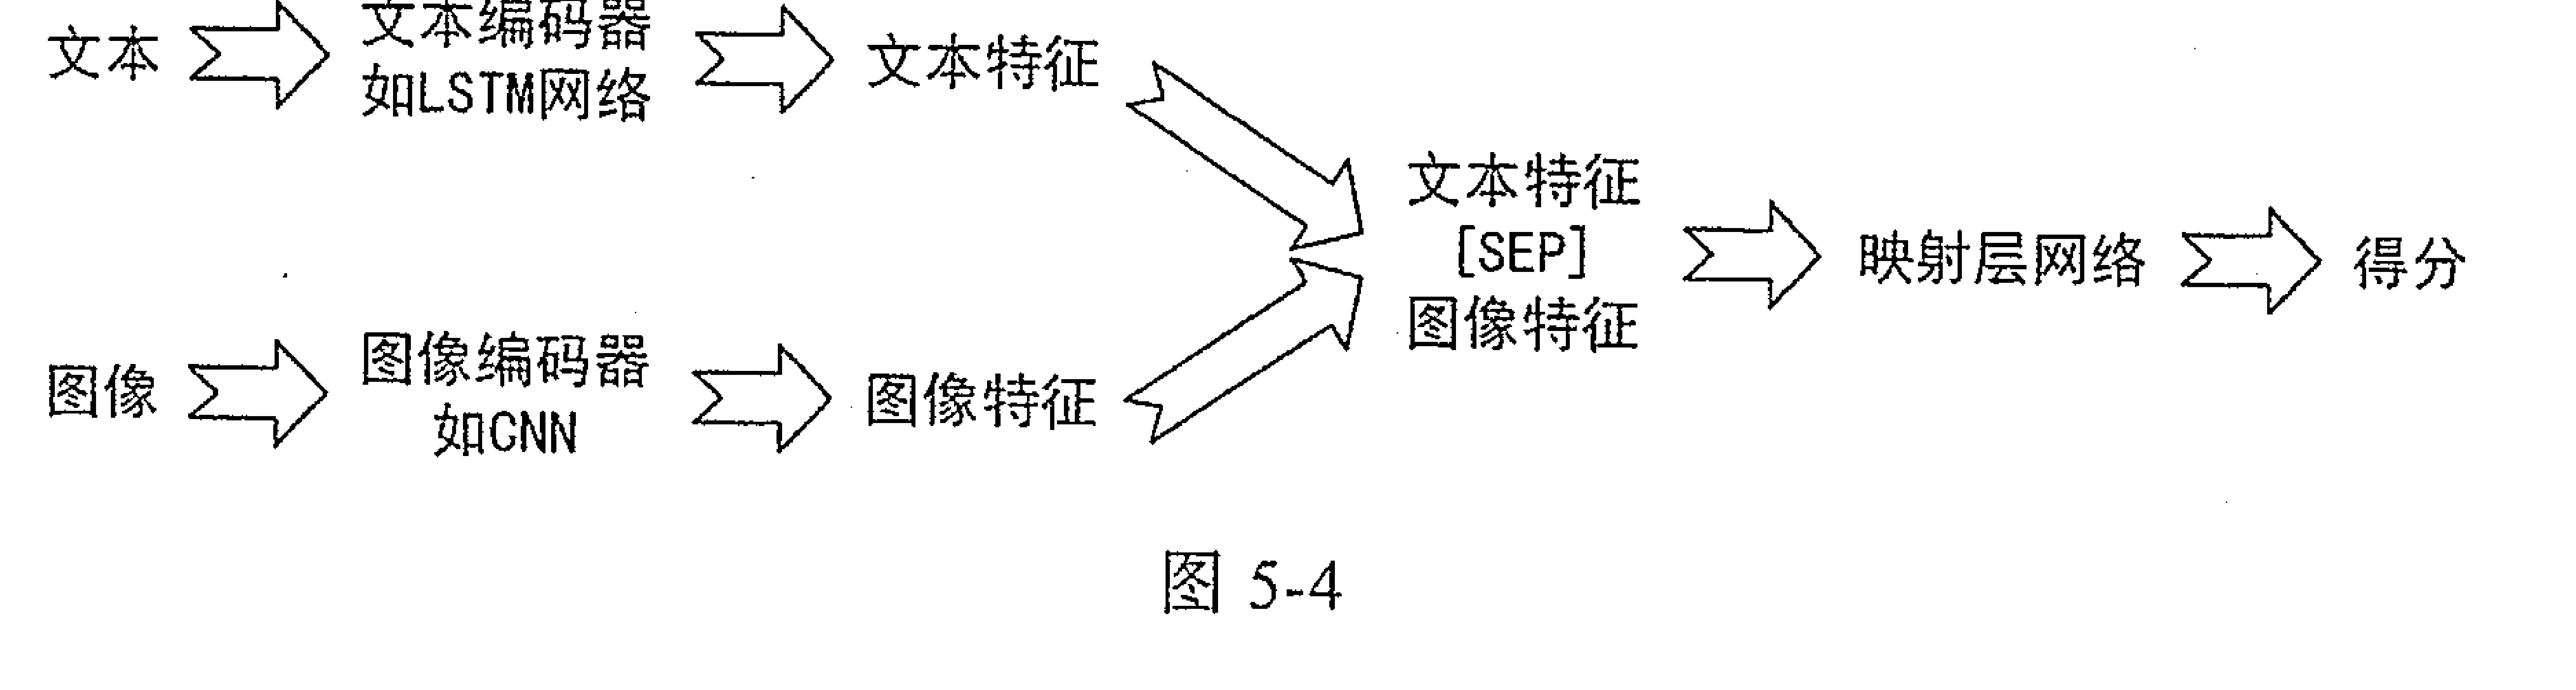 文本
文本编码器
如LSTM网络
文本特征
文本特征
[SEP]
图像特征
映射层网络
得分
图像
图像编码器
如CNN
图像特征
图 5-4